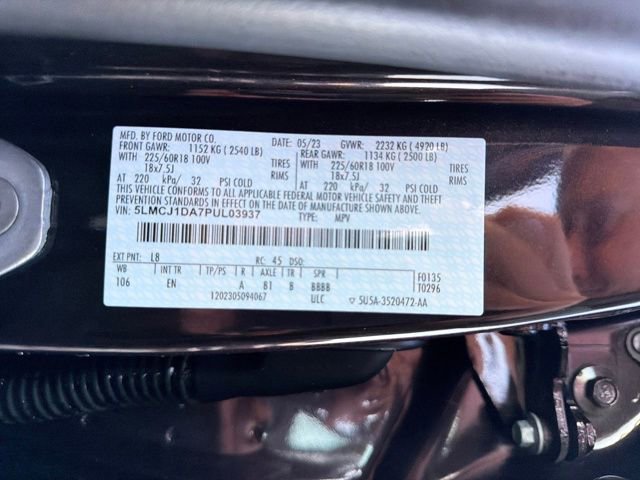 MFD. BY FORD MOTOR CO. DATE: 05/23 GVWR: 2232 KG ( 4920 LB)
FRONT GAWR: 1152 KG ( 2540 LB) REAR GAWR: 1134 KG ( 2500 LB)
WITH 225/60R18 100V TIRES WITH 225/60R18 100V TIRES
18x7.5J RIMS 18x7.5J RIMS
AT 220 kPa/ 32 PSI COLD AT 220 kPa/ 32 PSI COLD
THIS VEHICLE CONFORMS TO ALL APPLICABLE FEDERAL MOTOR VEHICLE SAFETY AND THEFT
PREVENTION STANDARDS IN EFFECT ON THE DATE OF MANUFACTURE SHOWN ABOVE.
VIN: 5LMCJ1DA7PUL03937 TYPE: MPV
EXT PNT: L8 RC: 45 DSO:
WB INT TR TP/PS R AXLE TR SPR F0135
106 EN A 81 B BBBB T0296
1202305094067 ULC 5U5A-3520472-AA